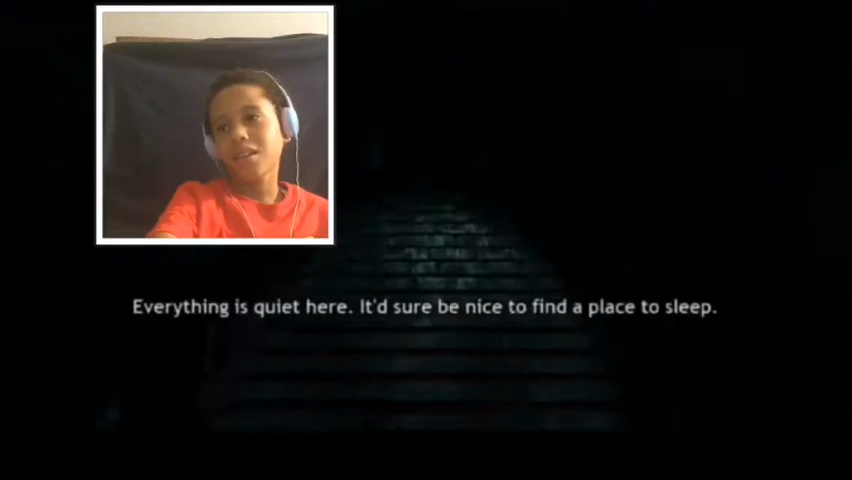 Everything is quiet here. It'd sure be nice to find a place to sleep.